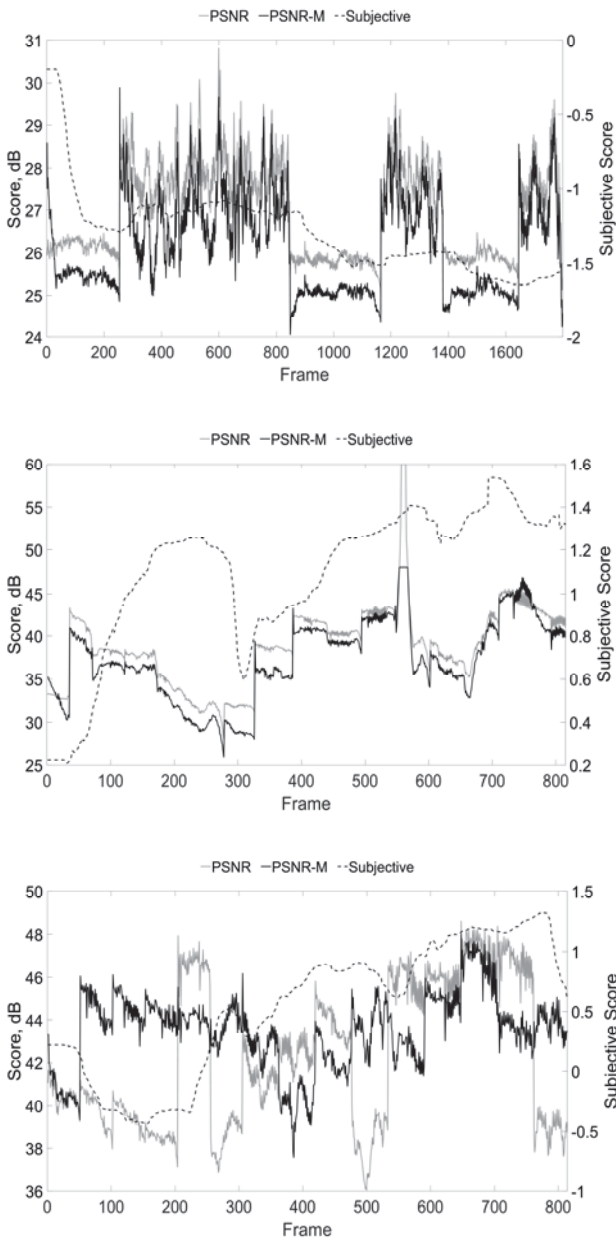 PSNR PSNR-M Subjective
31
30
29
28
27
26
25
24
Score, dB
0
-0.5
-1
-1.5
-2
Subjective Score
0 200 400 600 800 1000 1200 1400 1600
Frame
PSNR PSNR-M Subjective
60
55
50
45
40
35
30
25
Score, dB
1.6
1.4
1.2
1
0.8
0.6
0.4
0.2
Subjective Score
0 100 200 300 400 500 600 700 800
Frame
PSNR PSNR-M Subjective
50
48
46
44
42
40
38
36
Score, dB
1.5
1
0.5
0
-0.5
-1
Subjective Score
0 100 200 300 400 500 600 700 800
Frame